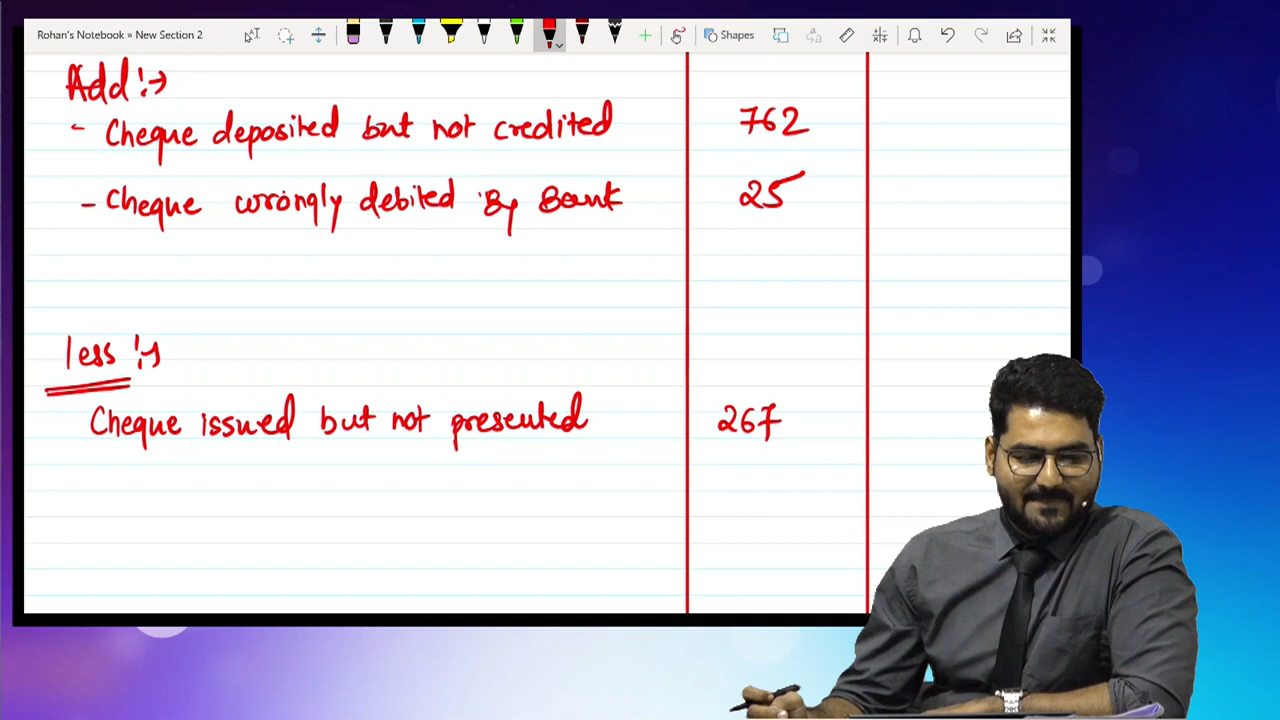 Rohan's Notebook » New Section 2
Shapes
Add :→
- Cheque deposited but not credited 762
- Cheque wrongly debited By Bank 25
less :→
Cheque issued but not presented 267